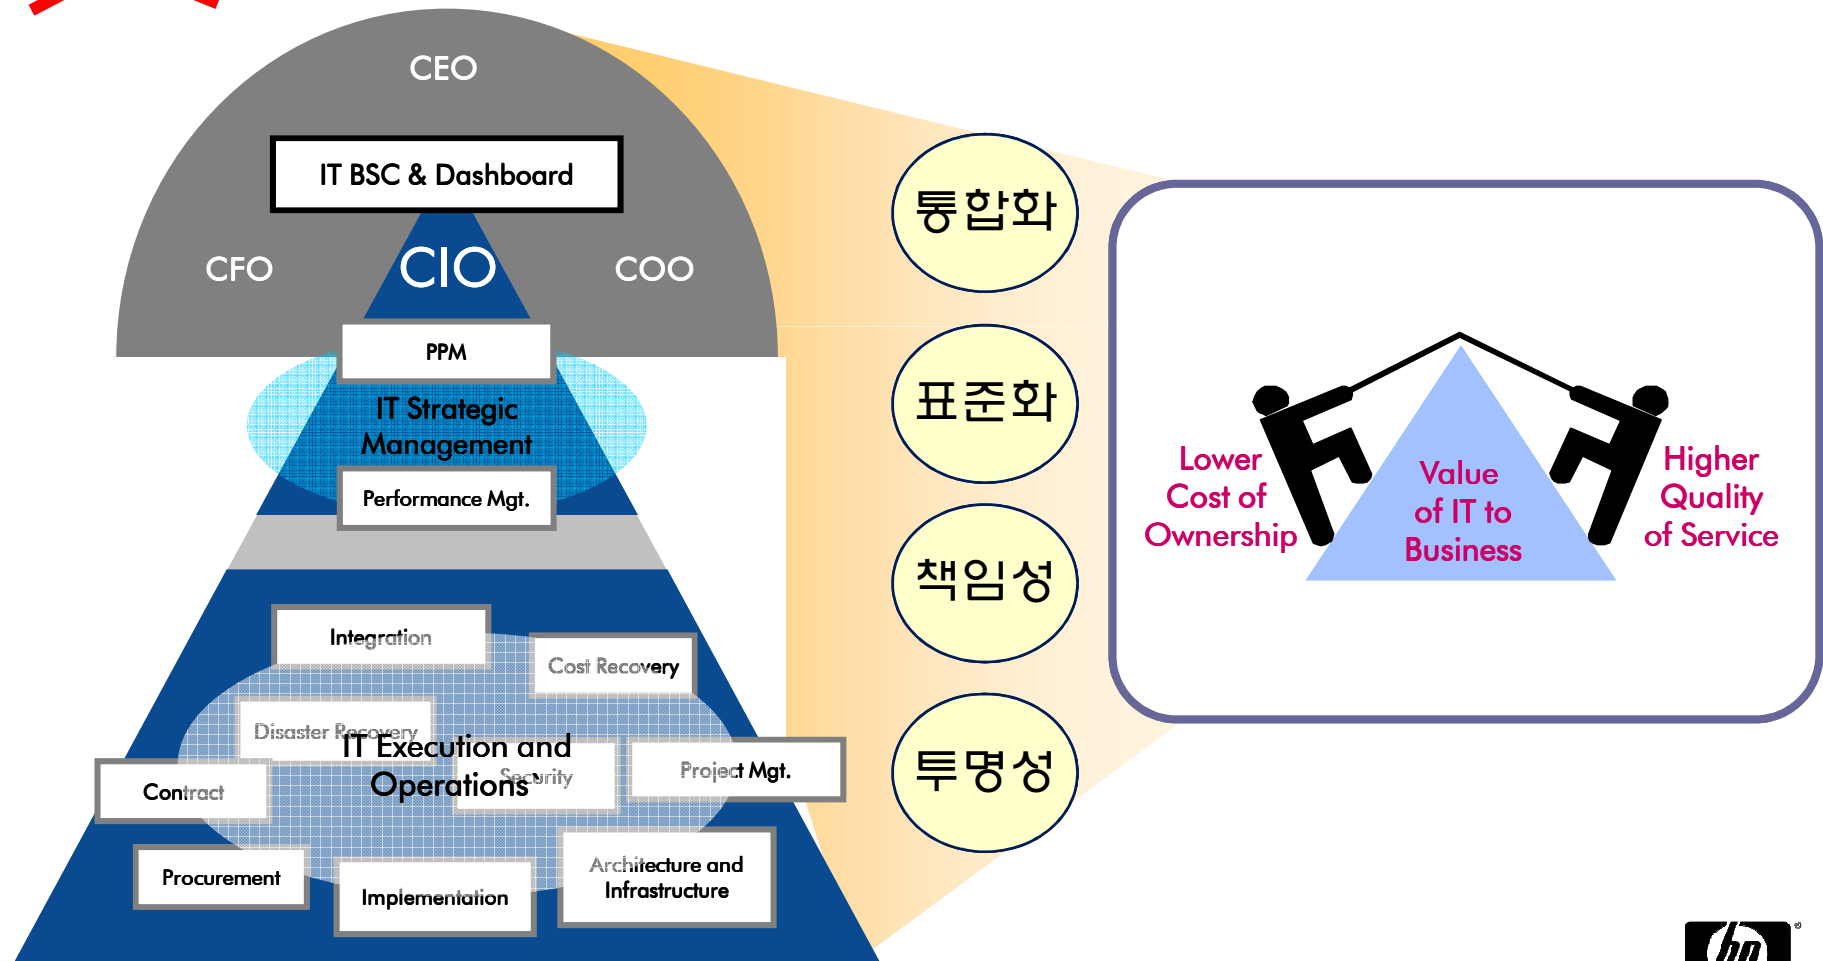 CEO
IT BSC & Dashboard
CFO
CIO
COO
PPM
IT Strategic
Management
Performance Mgt.
Integration
Cost Recovery
Disaster Recovery
IT Execution and
Operations`
Security
Project Mgt.
Contract
Procurement
Implementation
Architecture and
Infrastructure
통합화
표준화
책임성
투명성
Lower
Cost of
Ownership
Value
of IT to
Business
Higher
Quality
of Service
hp